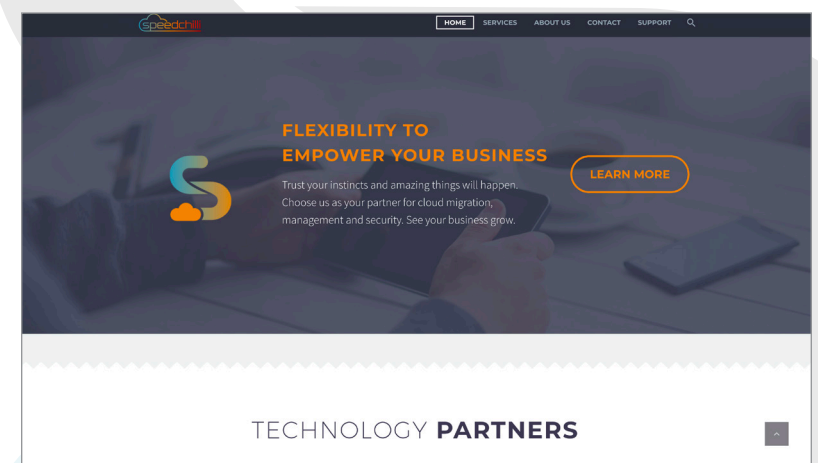 speedchilli
HOME SERVICES ABOUT US CONTACT SUPPORT
FLEXIBILITY TO
EMPOWER YOUR BUSINESS
Trust your instincts and amazing things will happen.
Choose us as your partner for cloud migration,
management and security. See your business grow.
LEARN MORE
TECHNOLOGY PARTNERS